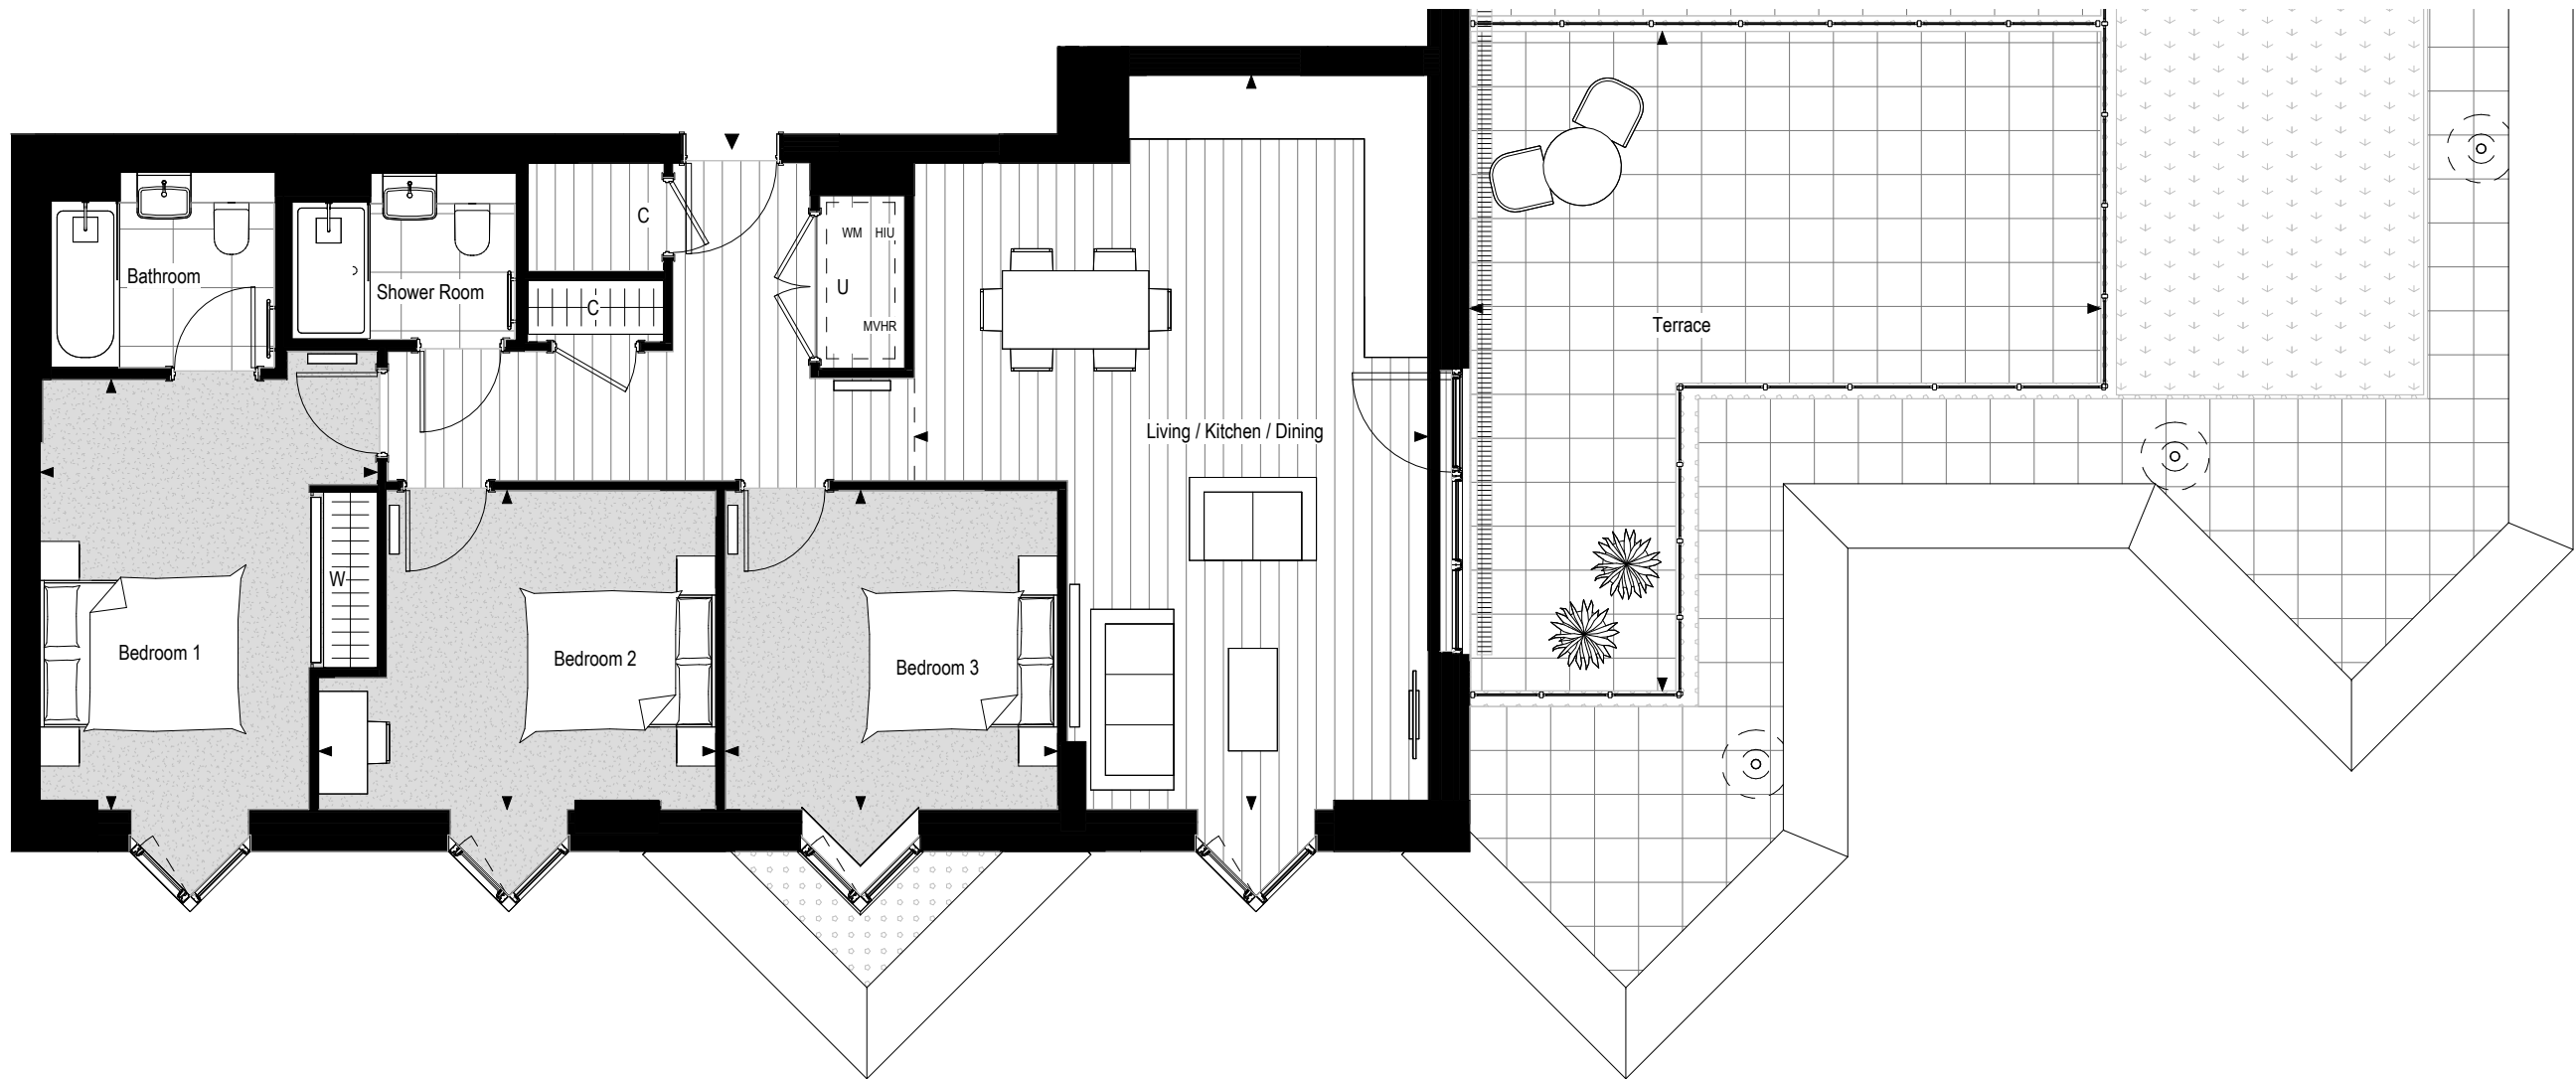 C
WM HIU
U
MVHR
Bathroom
Shower Room
C
Terrace
Living / Kitchen / Dining
W
Bedroom 1
Bedroom 2
Bedroom 3